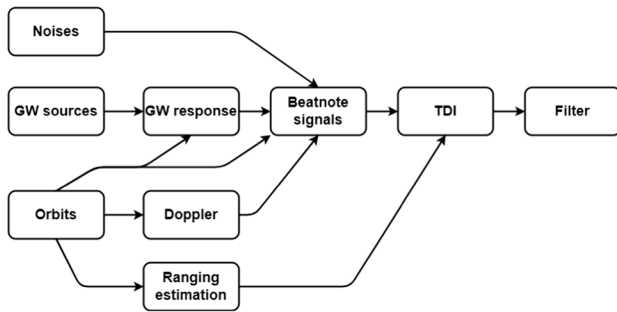 Noises
GW sources
GW response
Beatnote
signals
TDI
Filter
Orbits
Doppler
Ranging
estimation